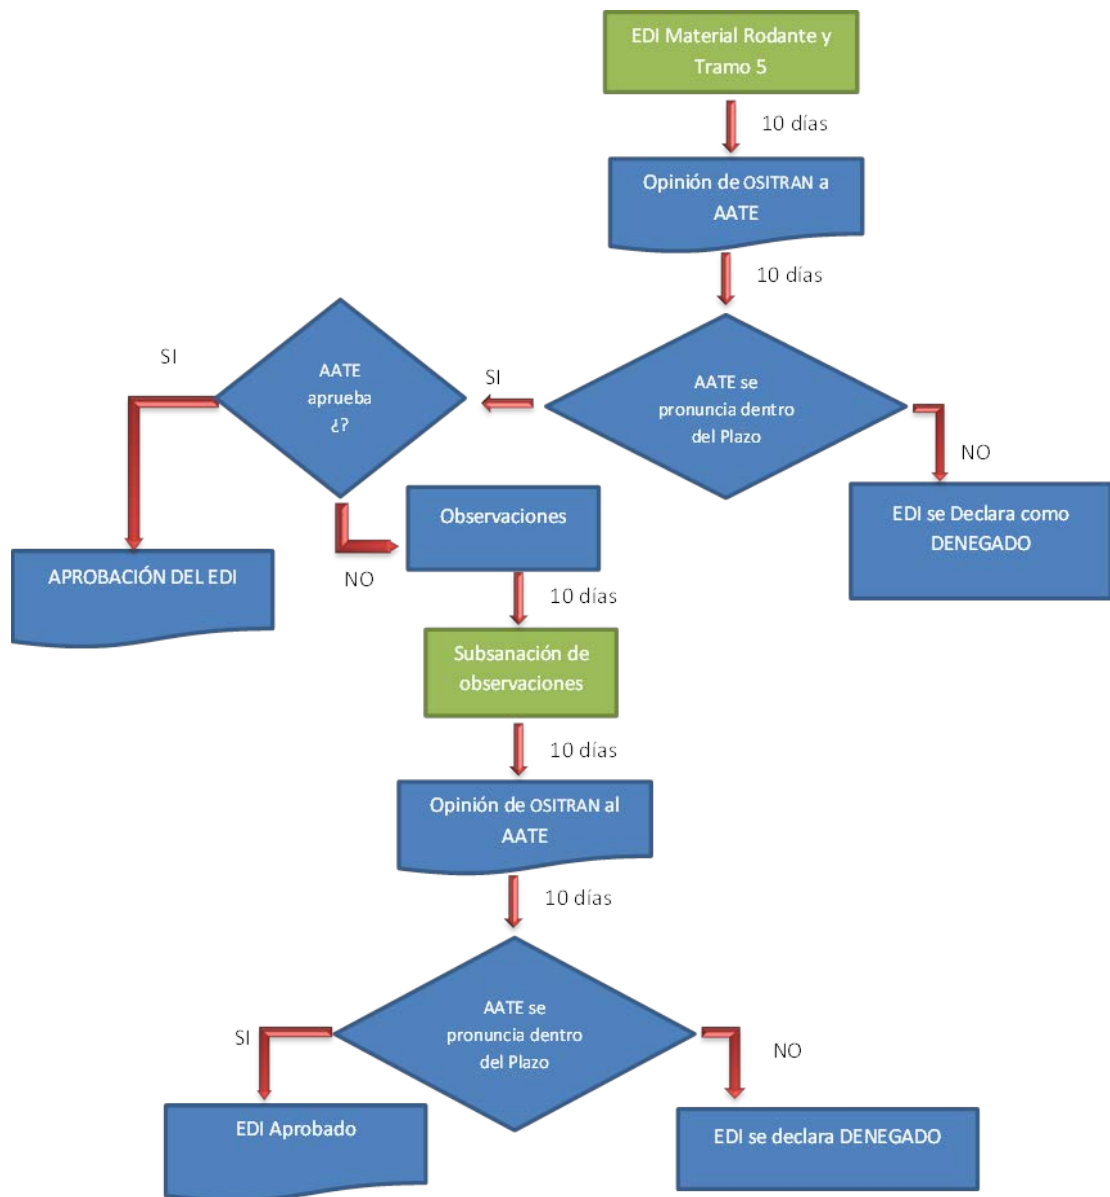 EDI Material Rodante y
Tramo 5
10 días
Opinión de OSITRAN a
AATE
10 días
SI
AATE
aprueba
¿?
SI
AATE se
pronuncia dentro
del Plazo
NO
EDI se Declara como
DENEGADO
Observaciones
NO
APROBACIÓN DEL EDI
10 días
Subsanación de
observaciones
10 días
Opinión de OSITRAN al
AATE
10 días
AATE se
pronuncia dentro
del Plazo
SI
NO
EDI Aprobado
EDI se declara DENEGADO